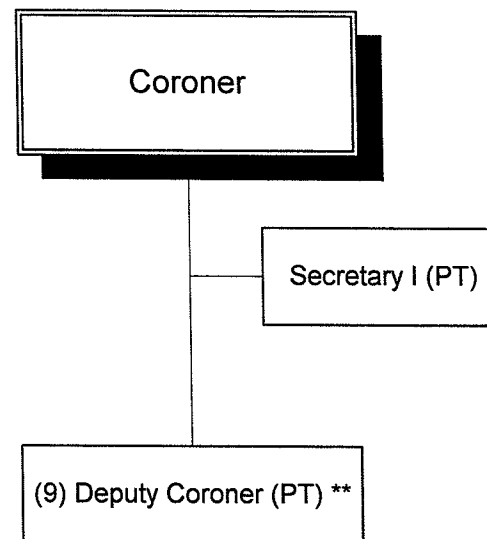 Coroner
Secretary I (PT)
(9) Deputy Coroner (PT) **